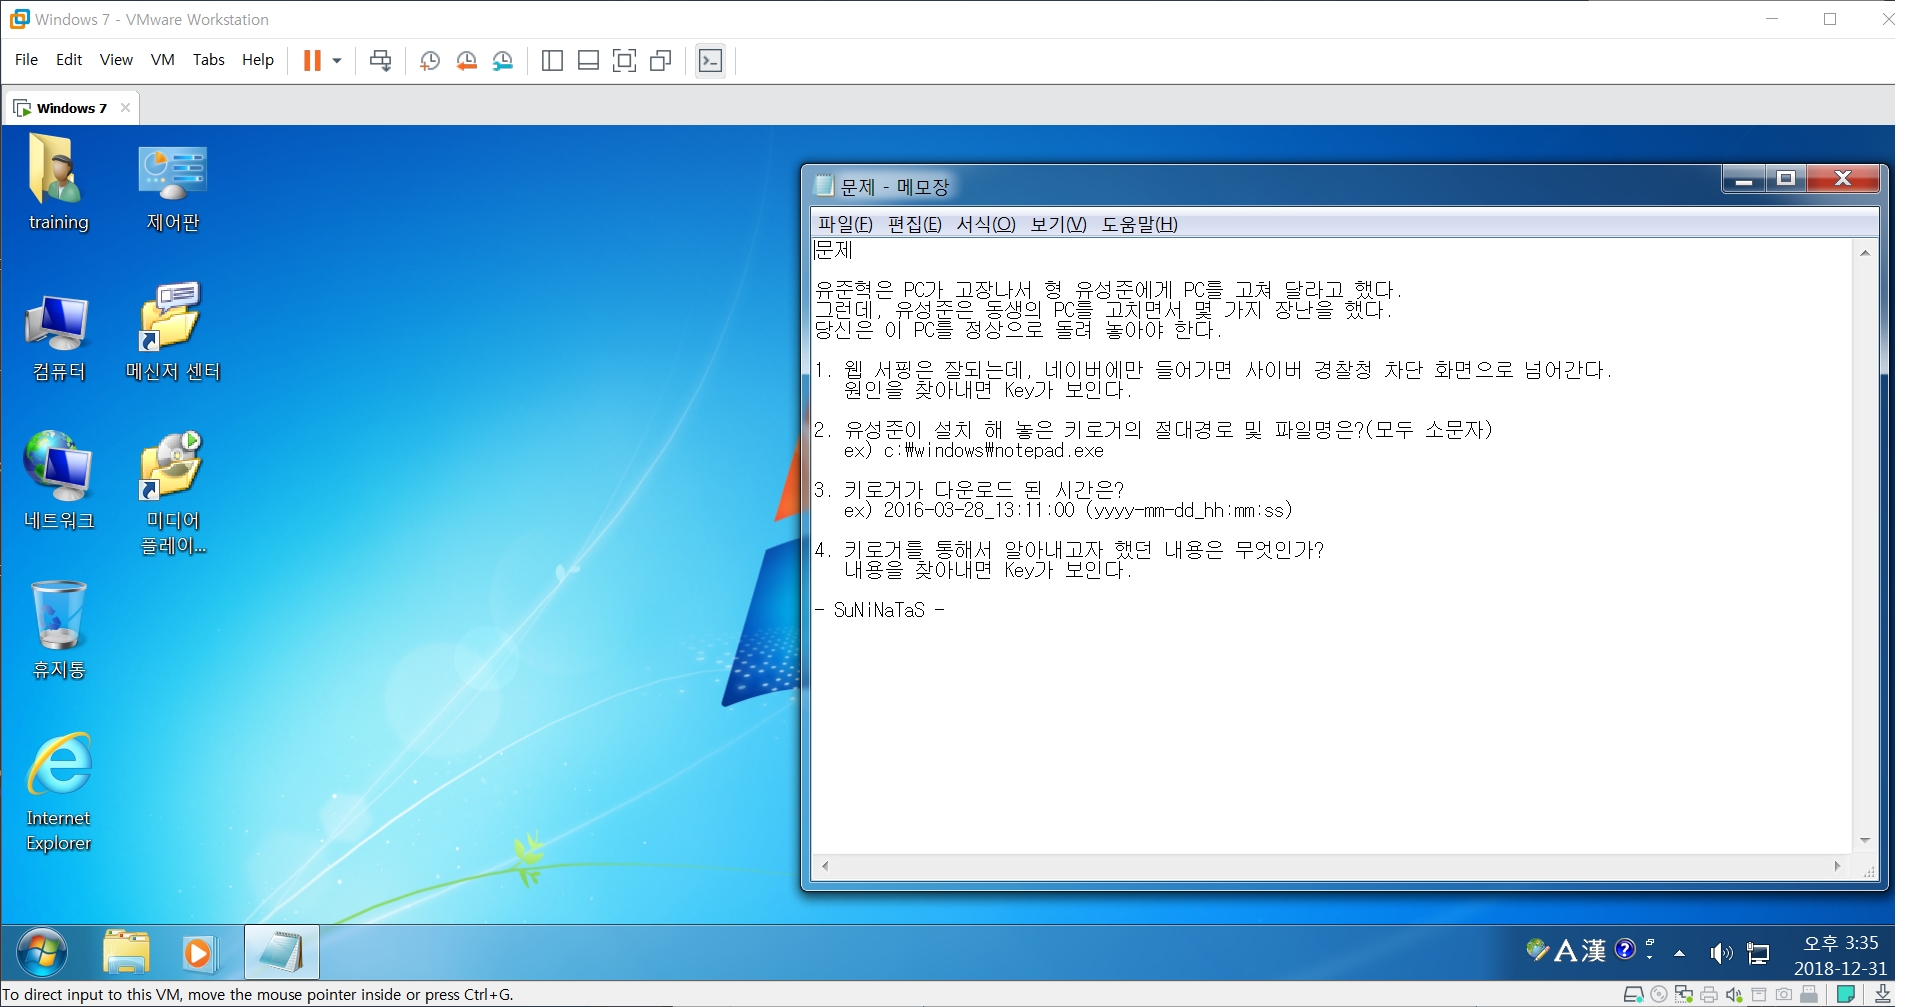 Windows 7 - VMware Workstation
File Edit View VM Tabs Help
Windows 7
training
제어판
컴퓨터
메신저 센터
네트워크
미디어
플레이...
휴지통
Internet
Explorer
문제 - 메모장
파일(F) 편집(E) 서식(O) 보기(V) 도움말(H)
문제
유준혁은 PC가 고장나서 형 유성준에게 PC를 고쳐 달라고 했다.
그런데, 유성준은 동생의 PC를 고치면서 몇 가지 장난을 했다.
당신은 이 PC를 정상으로 돌려 놓아야 한다.
1. 웹 서핑은 잘되는데, 네이버에만 들어가면 사이버 경찰청 차단 화면으로 넘어간다.
원인을 찾아내면 Key가 보인다.
2. 유성준이 설치 해 놓은 키로거의 절대경로 및 파일명은?(모두 소문자)
ex) c:₩windows₩notepad.exe
3. 키로거가 다운로드 된 시간은?
ex) 2016-03-28_13:11:00 (yyyy-mm-dd_hh:mm:ss)
4. 키로거를 통해서 알아내고자 했던 내용은 무엇인가?
내용을 찾아내면 Key가 보인다.
- SuNiNaTaS -
A 漢
오후 3:35
2018-12-31
To direct input to this VM, move the mouse pointer inside or press Ctrl+G.